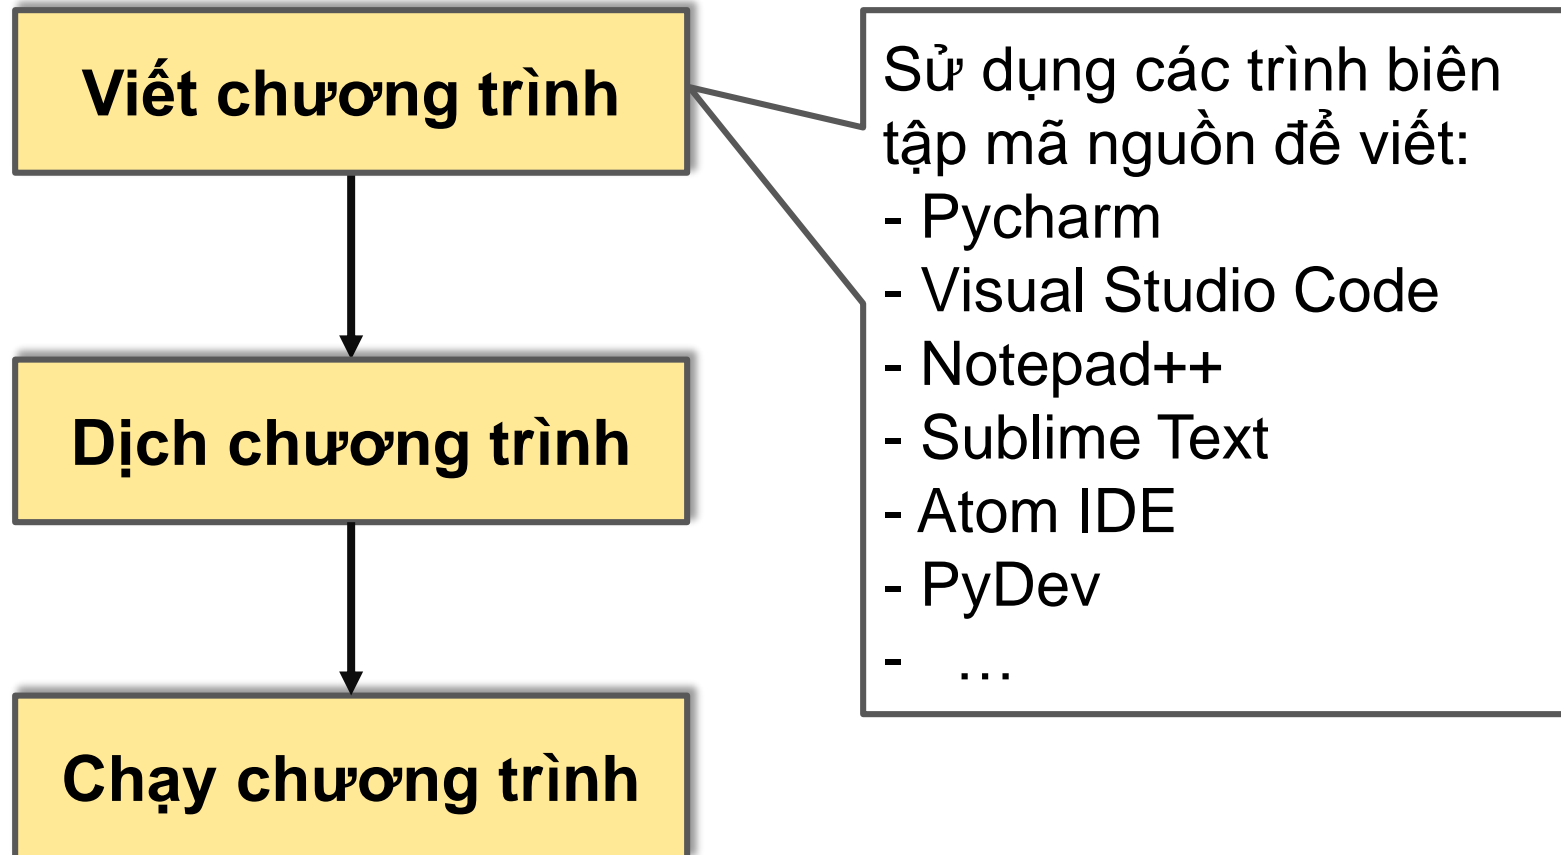 Viết chương trình
Sử dụng các trình biên
tập mã nguồn để viết:
- Pycharm
- Visual Studio Code
- Notepad++
- Sublime Text
- Atom IDE
- PyDev
- …
Dịch chương trình
Chạy chương trình